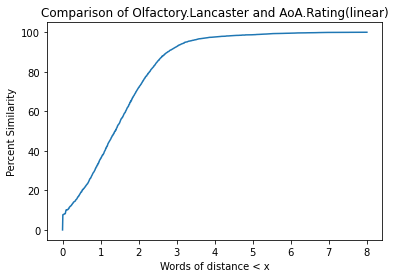 Comparison of Olfactory.Lancaster and AoA.Rating(linear)
100
80
60
40
20
0
Percent Similarity
0 1 2 3 4 5 6 7 8
Words of distance < x